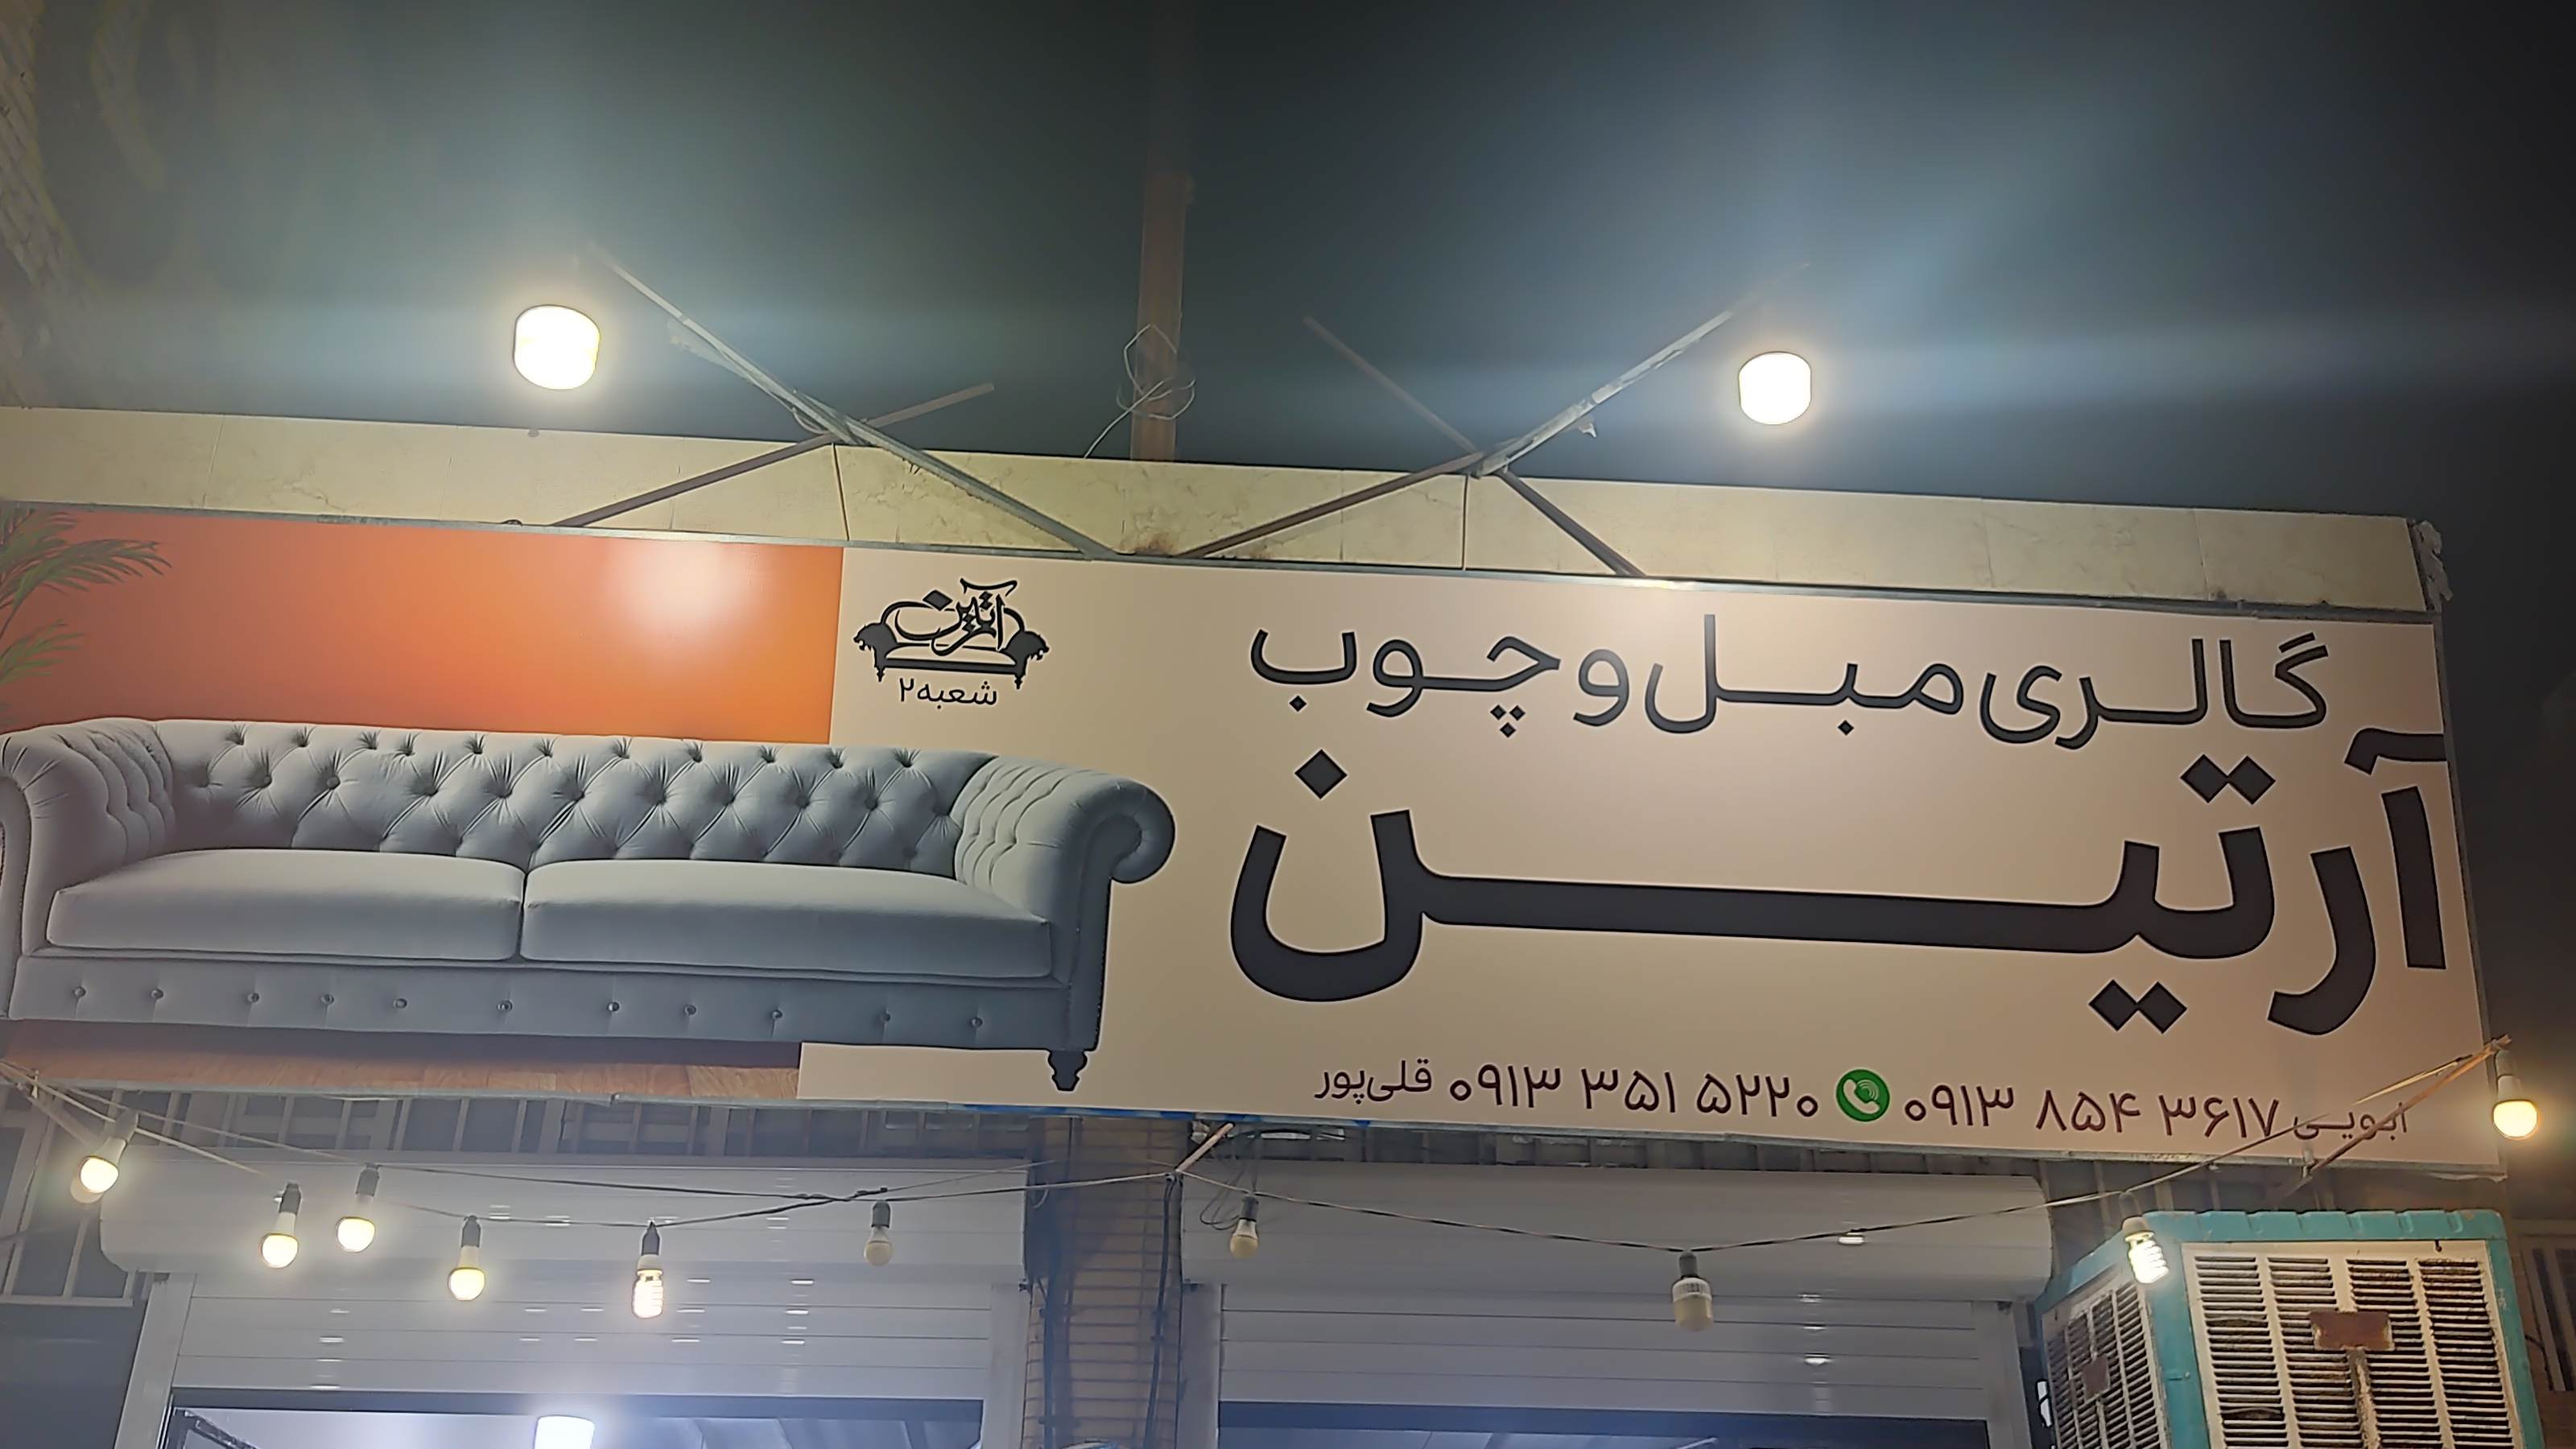 گالری مبل و چوب
آرتین
ابویی ۰۹۱۳ ۸۵۴ ۳۶۱۷
۰۹۱۳ ۳۵۱ ۵۲۲۰ قلی‌پور
آرتین
شعبه ۲